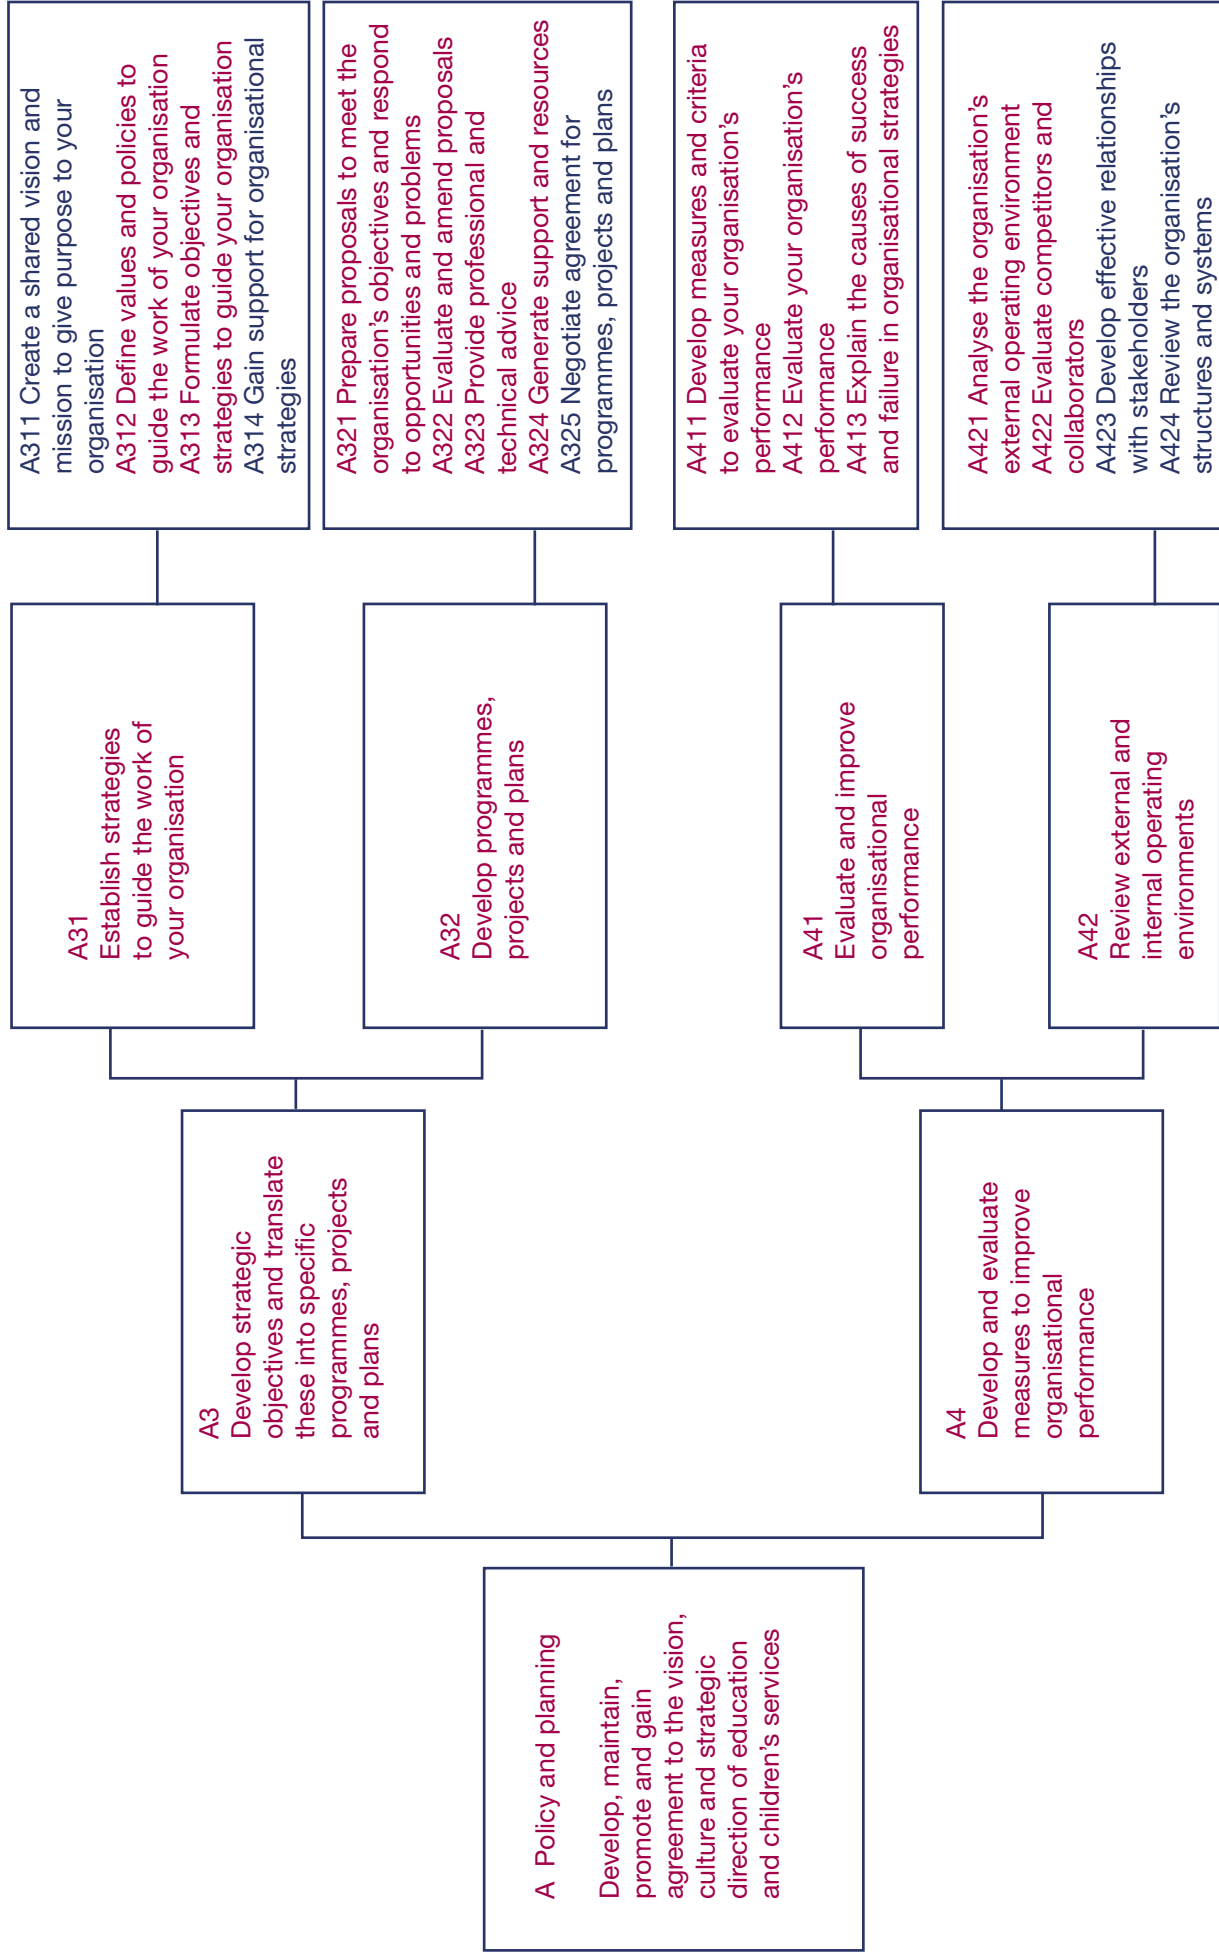 A Policy and planning
Develop, maintain,
promote and gain
agreement to the vision,
culture and strategic
direction of education
and children’s services
A3
Develop strategic
objectives and translate
these into specific
programmes, projects
and plans
A4
Develop and evaluate
measures to improve
organisational
performance
A31
Establish strategies
to guide the work of
your organisation
A32
Develop programmes,
projects and plans
A41
Evaluate and improve
organisational
performance
A42
Review external and
internal operating
environments
A311 Create a shared vision and
mission to give purpose to your
organisation
A312 Define values and policies to
guide the work of your organisation
A313 Formulate objectives and
strategies to guide your organisation
A314 Gain support for organisational
strategies
A321 Prepare proposals to meet the
organisation’s objectives and respond
to opportunities and problems
A322 Evaluate and amend proposals
A323 Provide professional and
technical advice
A324 Generate support and resources
A325 Negotiate agreement for
programmes, projects and plans
A411 Develop measures and criteria
to evaluate your organisation’s
performance
A412 Evaluate your organisation’s
performance
A413 Explain the causes of success
and failure in organisational strategies
A421 Analyse the organisation’s
external operating environment
A422 Evaluate competitors and
collaborators
A423 Develop effective relationships
with stakeholders
A424 Review the organisation’s
structures and systems